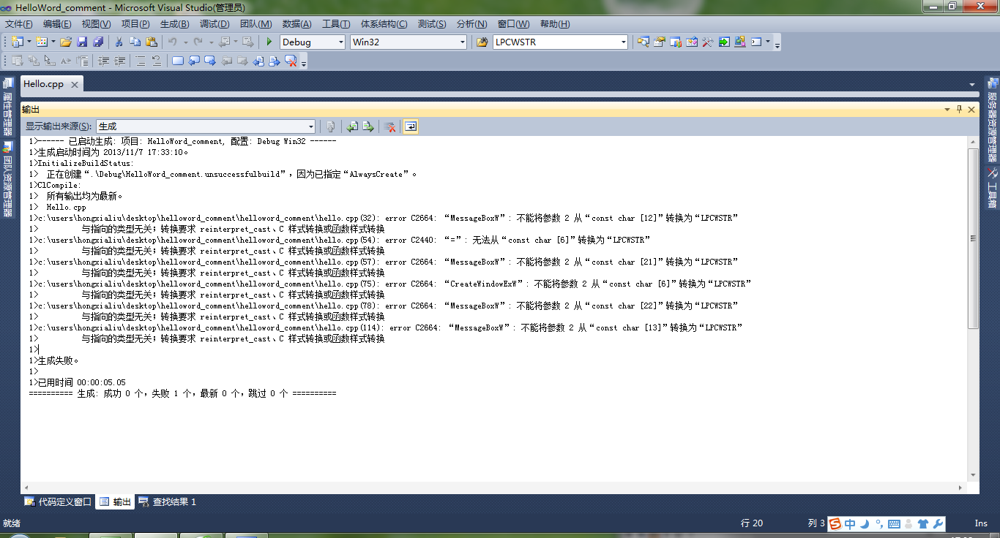 HelloWord_comment - Microsoft Visual Studio(管理员)
文件(F) 编辑(E) 视图(V) 项目(P) 生成(B) 调试(D) 团队(M) 数据(A) 工具(T) 体系结构(C) 测试(S) 分析(N) 窗口(W) 帮助(H)
Debug Win32 LPCWSTR
Hello.cpp
属性管理器
团队资源管理器
服务器资源管理器
工具箱
输出
显示输出来源(S): 生成
1>------ 已启动生成: 项目: HelloWord_comment, 配置: Debug Win32 ------
1>生成启动时间为 2013/11/7 17:33:10。
1>InitializeBuildStatus:
1>  正在创建“.\Debug\HelloWord_comment.unsuccessfulbuild”，因为已指定“AlwaysCreate”。
1>ClCompile:
1>  所有输出均为最新。
1>  Hello.cpp
1>c:\users\hongxialiu\desktop\helloword_comment\helloword_comment\hello.cpp(32): error C2664: “MessageBoxW”: 不能将参数 2 从“const char [12]”转换为“LPCWSTR”
1>          与指向的类型无关；转换要求 reinterpret_cast、C 样式转换或函数样式转换
1>c:\users\hongxialiu\desktop\helloword_comment\helloword_comment\hello.cpp(54): error C2440: “=”: 无法从“const char [6]”转换为“LPCWSTR”
1>          与指向的类型无关；转换要求 reinterpret_cast、C 样式转换或函数样式转换
1>c:\users\hongxialiu\desktop\helloword_comment\helloword_comment\hello.cpp(57): error C2664: “MessageBoxW”: 不能将参数 2 从“const char [21]”转换为“LPCWSTR”
1>          与指向的类型无关；转换要求 reinterpret_cast、C 样式转换或函数样式转换
1>c:\users\hongxialiu\desktop\helloword_comment\helloword_comment\hello.cpp(75): error C2664: “CreateWindowExW”: 不能将参数 2 从“const char [6]”转换为“LPCWSTR”
1>          与指向的类型无关；转换要求 reinterpret_cast、C 样式转换或函数样式转换
1>c:\users\hongxialiu\desktop\helloword_comment\helloword_comment\hello.cpp(78): error C2664: “MessageBoxW”: 不能将参数 2 从“const char [22]”转换为“LPCWSTR”
1>          与指向的类型无关；转换要求 reinterpret_cast、C 样式转换或函数样式转换
1>c:\users\hongxialiu\desktop\helloword_comment\helloword_comment\hello.cpp(114): error C2664: “MessageBoxW”: 不能将参数 2 从“const char [13]”转换为“LPCWSTR”
1>          与指向的类型无关；转换要求 reinterpret_cast、C 样式转换或函数样式转换
1>
1>生成失败。
1>
1>已用时间 00:00:05.05
========== 生成: 成功 0 个，失败 1 个，最新 0 个，跳过 0 个 ==========
代码定义窗口 输出 查找结果 1
就绪 行 20 列 3 中 Ins